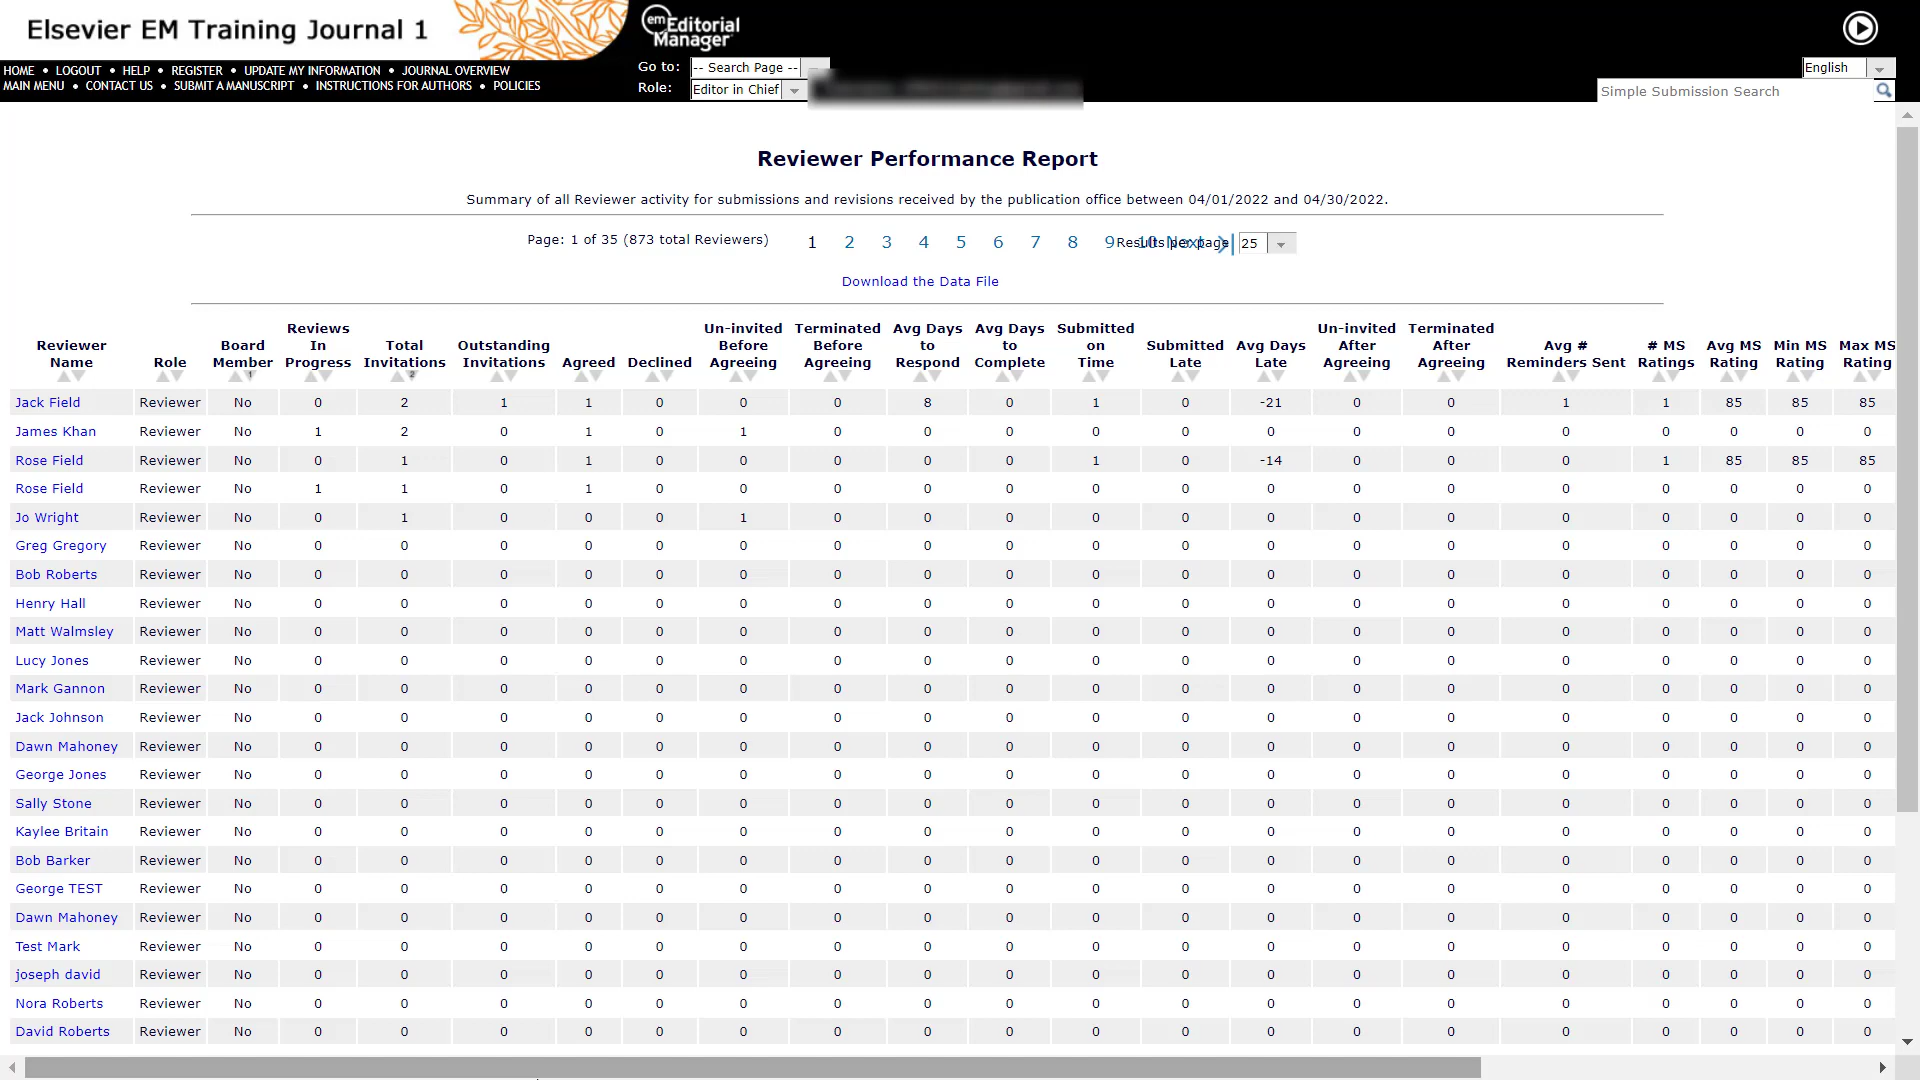 Elsevier EM Training Journal 1
em Editorial
Manager
HOME • LOGOUT • HELP • REGISTER • UPDATE MY INFORMATION • JOURNAL OVERVIEW
MAIN MENU • CONTACT US • SUBMIT A MANUSCRIPT • INSTRUCTIONS FOR AUTHORS • POLICIES
Go to: -- Search Page --
Role: Editor in Chief
English
Simple Submission Search
Reviewer Performance Report
Summary of all Reviewer activity for submissions and revisions received by the publication office between 04/01/2022 and 04/30/2022.
Page: 1 of 35 (873 total Reviewers) 1 2 3 4 5 6 7 8 9 10 Next Results per page 25
Download the Data File
Reviewer Name Role Board Member 1 Reviews In Progress Total Invitations 2 Outstanding Invitations Agreed Declined Un-invited Before Agreeing Terminated Before Agreeing Avg Days to Respond Avg Days to Complete Submitted on Time Submitted Late Avg Days Late Un-invited After Agreeing Terminated After Agreeing Avg # Reminders Sent # MS Ratings Avg MS Rating Min MS Rating Max MS Rating
Jack Field Reviewer No 0 2 1 1 0 0 0 8 0 1 0 -21 0 0 1 1 85 85 85
James Khan Reviewer No 1 2 0 1 0 1 0 0 0 0 0 0 0 0 0 0 0 0 0
Rose Field Reviewer No 0 1 0 1 0 0 0 0 0 1 0 -14 0 0 0 1 85 85 85
Rose Field Reviewer No 1 1 0 1 0 0 0 0 0 0 0 0 0 0 0 0 0 0 0
Jo Wright Reviewer No 0 1 0 0 0 1 0 0 0 0 0 0 0 0 0 0 0 0 0
Greg Gregory Reviewer No 0 0 0 0 0 0 0 0 0 0 0 0 0 0 0 0 0 0 0
Bob Roberts Reviewer No 0 0 0 0 0 0 0 0 0 0 0 0 0 0 0 0 0 0 0
Henry Hall Reviewer No 0 0 0 0 0 0 0 0 0 0 0 0 0 0 0 0 0 0 0
Matt Walmsley Reviewer No 0 0 0 0 0 0 0 0 0 0 0 0 0 0 0 0 0 0 0
Lucy Jones Reviewer No 0 0 0 0 0 0 0 0 0 0 0 0 0 0 0 0 0 0 0
Mark Gannon Reviewer No 0 0 0 0 0 0 0 0 0 0 0 0 0 0 0 0 0 0 0
Jack Johnson Reviewer No 0 0 0 0 0 0 0 0 0 0 0 0 0 0 0 0 0 0 0
Dawn Mahoney Reviewer No 0 0 0 0 0 0 0 0 0 0 0 0 0 0 0 0 0 0 0
George Jones Reviewer No 0 0 0 0 0 0 0 0 0 0 0 0 0 0 0 0 0 0 0
Sally Stone Reviewer No 0 0 0 0 0 0 0 0 0 0 0 0 0 0 0 0 0 0 0
Kaylee Britain Reviewer No 0 0 0 0 0 0 0 0 0 0 0 0 0 0 0 0 0 0 0
Bob Barker Reviewer No 0 0 0 0 0 0 0 0 0 0 0 0 0 0 0 0 0 0 0
George TEST Reviewer No 0 0 0 0 0 0 0 0 0 0 0 0 0 0 0 0 0 0 0
Dawn Mahoney Reviewer No 0 0 0 0 0 0 0 0 0 0 0 0 0 0 0 0 0 0 0
Test Mark Reviewer No 0 0 0 0 0 0 0 0 0 0 0 0 0 0 0 0 0 0 0
joseph david Reviewer No 0 0 0 0 0 0 0 0 0 0 0 0 0 0 0 0 0 0 0
Nora Roberts Reviewer No 0 0 0 0 0 0 0 0 0 0 0 0 0 0 0 0 0 0 0
David Roberts Reviewer No 0 0 0 0 0 0 0 0 0 0 0 0 0 0 0 0 0 0 0